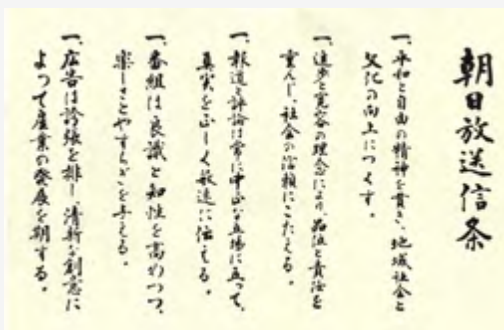 朝日放送信条
一、平和と自由の精神を貫き、地域社会と
文化の向上につくす。
一、進歩と寛容の理念により、品位と責任を
重んじ、社会の信頼にこたえる。
一、報道と評論は常に中正な立場に立って、
真実を正しく敏速に伝える。
一、番組は良識と知性を高めつつ、
楽しさとやすらぎを与える。
一、広告は誇張を排し、清新な創意に
よって産業の発展を期する。